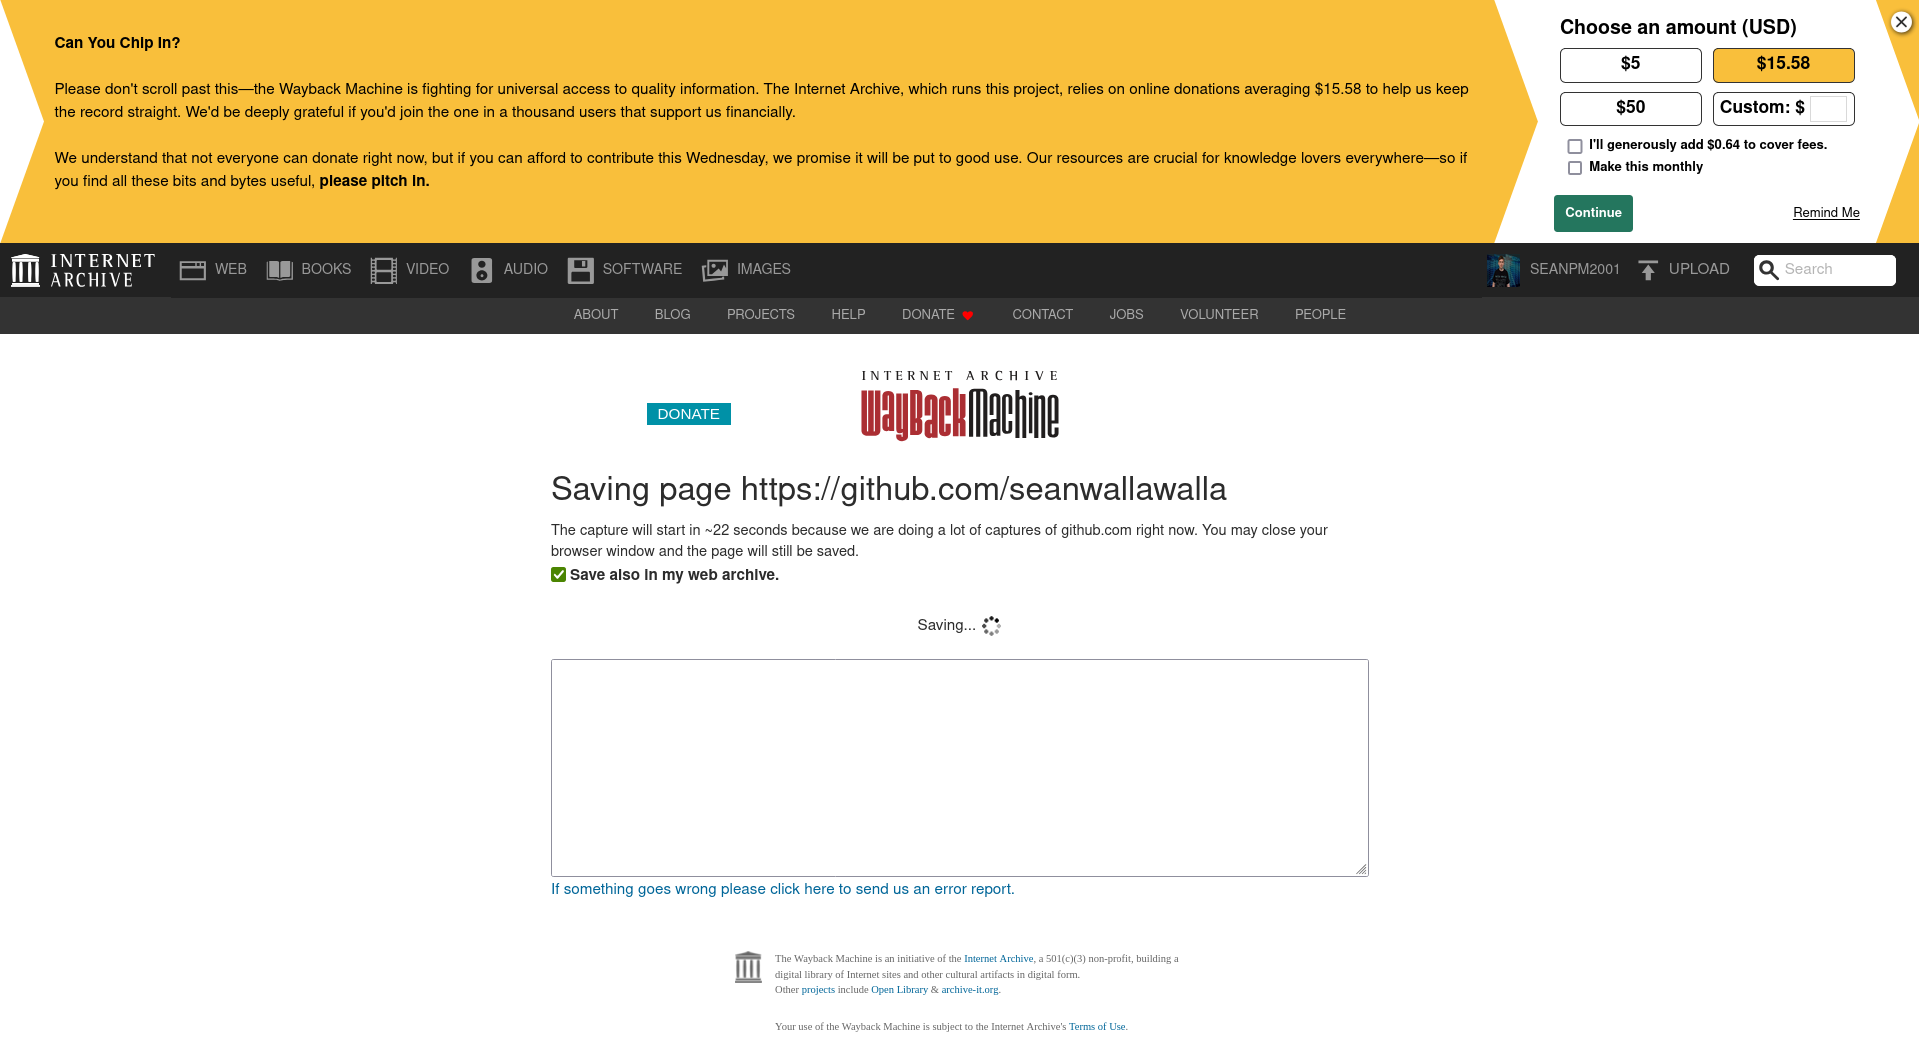 Can You Chip In?
Please don't scroll past this—the Wayback Machine is fighting for universal access to quality information. The Internet Archive, which runs this project, relies on online donations averaging $15.58 to help us keep
the record straight. We'd be deeply grateful if you'd join the one in a thousand users that support us financially.
We understand that not everyone can donate right now, but if you can afford to contribute this Wednesday, we promise it will be put to good use. Our resources are crucial for knowledge lovers everywhere—so if
you find all these bits and bytes useful, please pitch in.
Choose an amount (USD)
$5 $15.58
$50 Custom: $
I'll generously add $0.64 to cover fees.
Make this monthly
Continue Remind Me
INTERNET
ARCHIVE
WEB BOOKS VIDEO AUDIO SOFTWARE IMAGES SEANPM2001 UPLOAD Search
ABOUT BLOG PROJECTS HELP DONATE CONTACT JOBS VOLUNTEER PEOPLE
INTERNET ARCHIVE
WayBackMachine
DONATE
Saving page https://github.com/seanwallawalla
The capture will start in ~22 seconds because we are doing a lot of captures of github.com right now. You may close your
browser window and the page will still be saved.
Save also in my web archive.
Saving...
If something goes wrong please click here to send us an error report.
The Wayback Machine is an initiative of the Internet Archive, a 501(c)(3) non-profit, building a
digital library of Internet sites and other cultural artifacts in digital form.
Other projects include Open Library & archive-it.org.
Your use of the Wayback Machine is subject to the Internet Archive's Terms of Use.